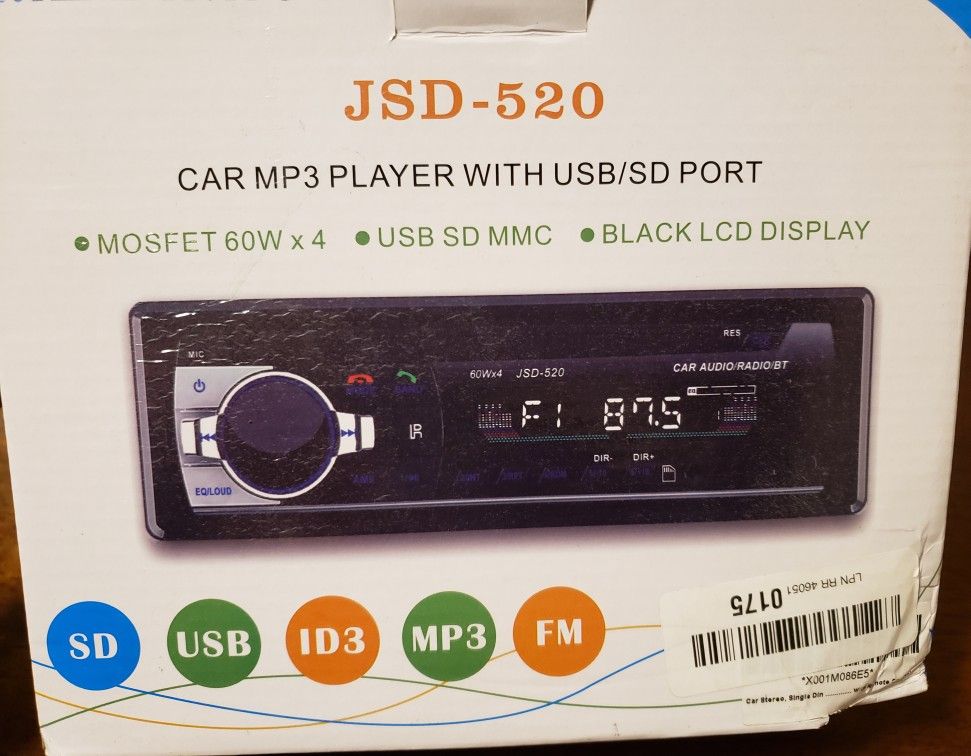 JSD-520
CAR MP3 PLAYER WITH USB/SD PORT
● MOSFET 60W x 4 ● USB SD MMC ● BLACK LCD DISPLAY
RES
MIC
60Wx4 JSD-520 CAR AUDIO/RADIO/BT
EQ
F1 87.5
DIR- DIR+
EQ/LOUD
SD USB ID3 MP3 FM
LPN RR 46051
0175
*X001M086E5*
Car Stereo, Single Din